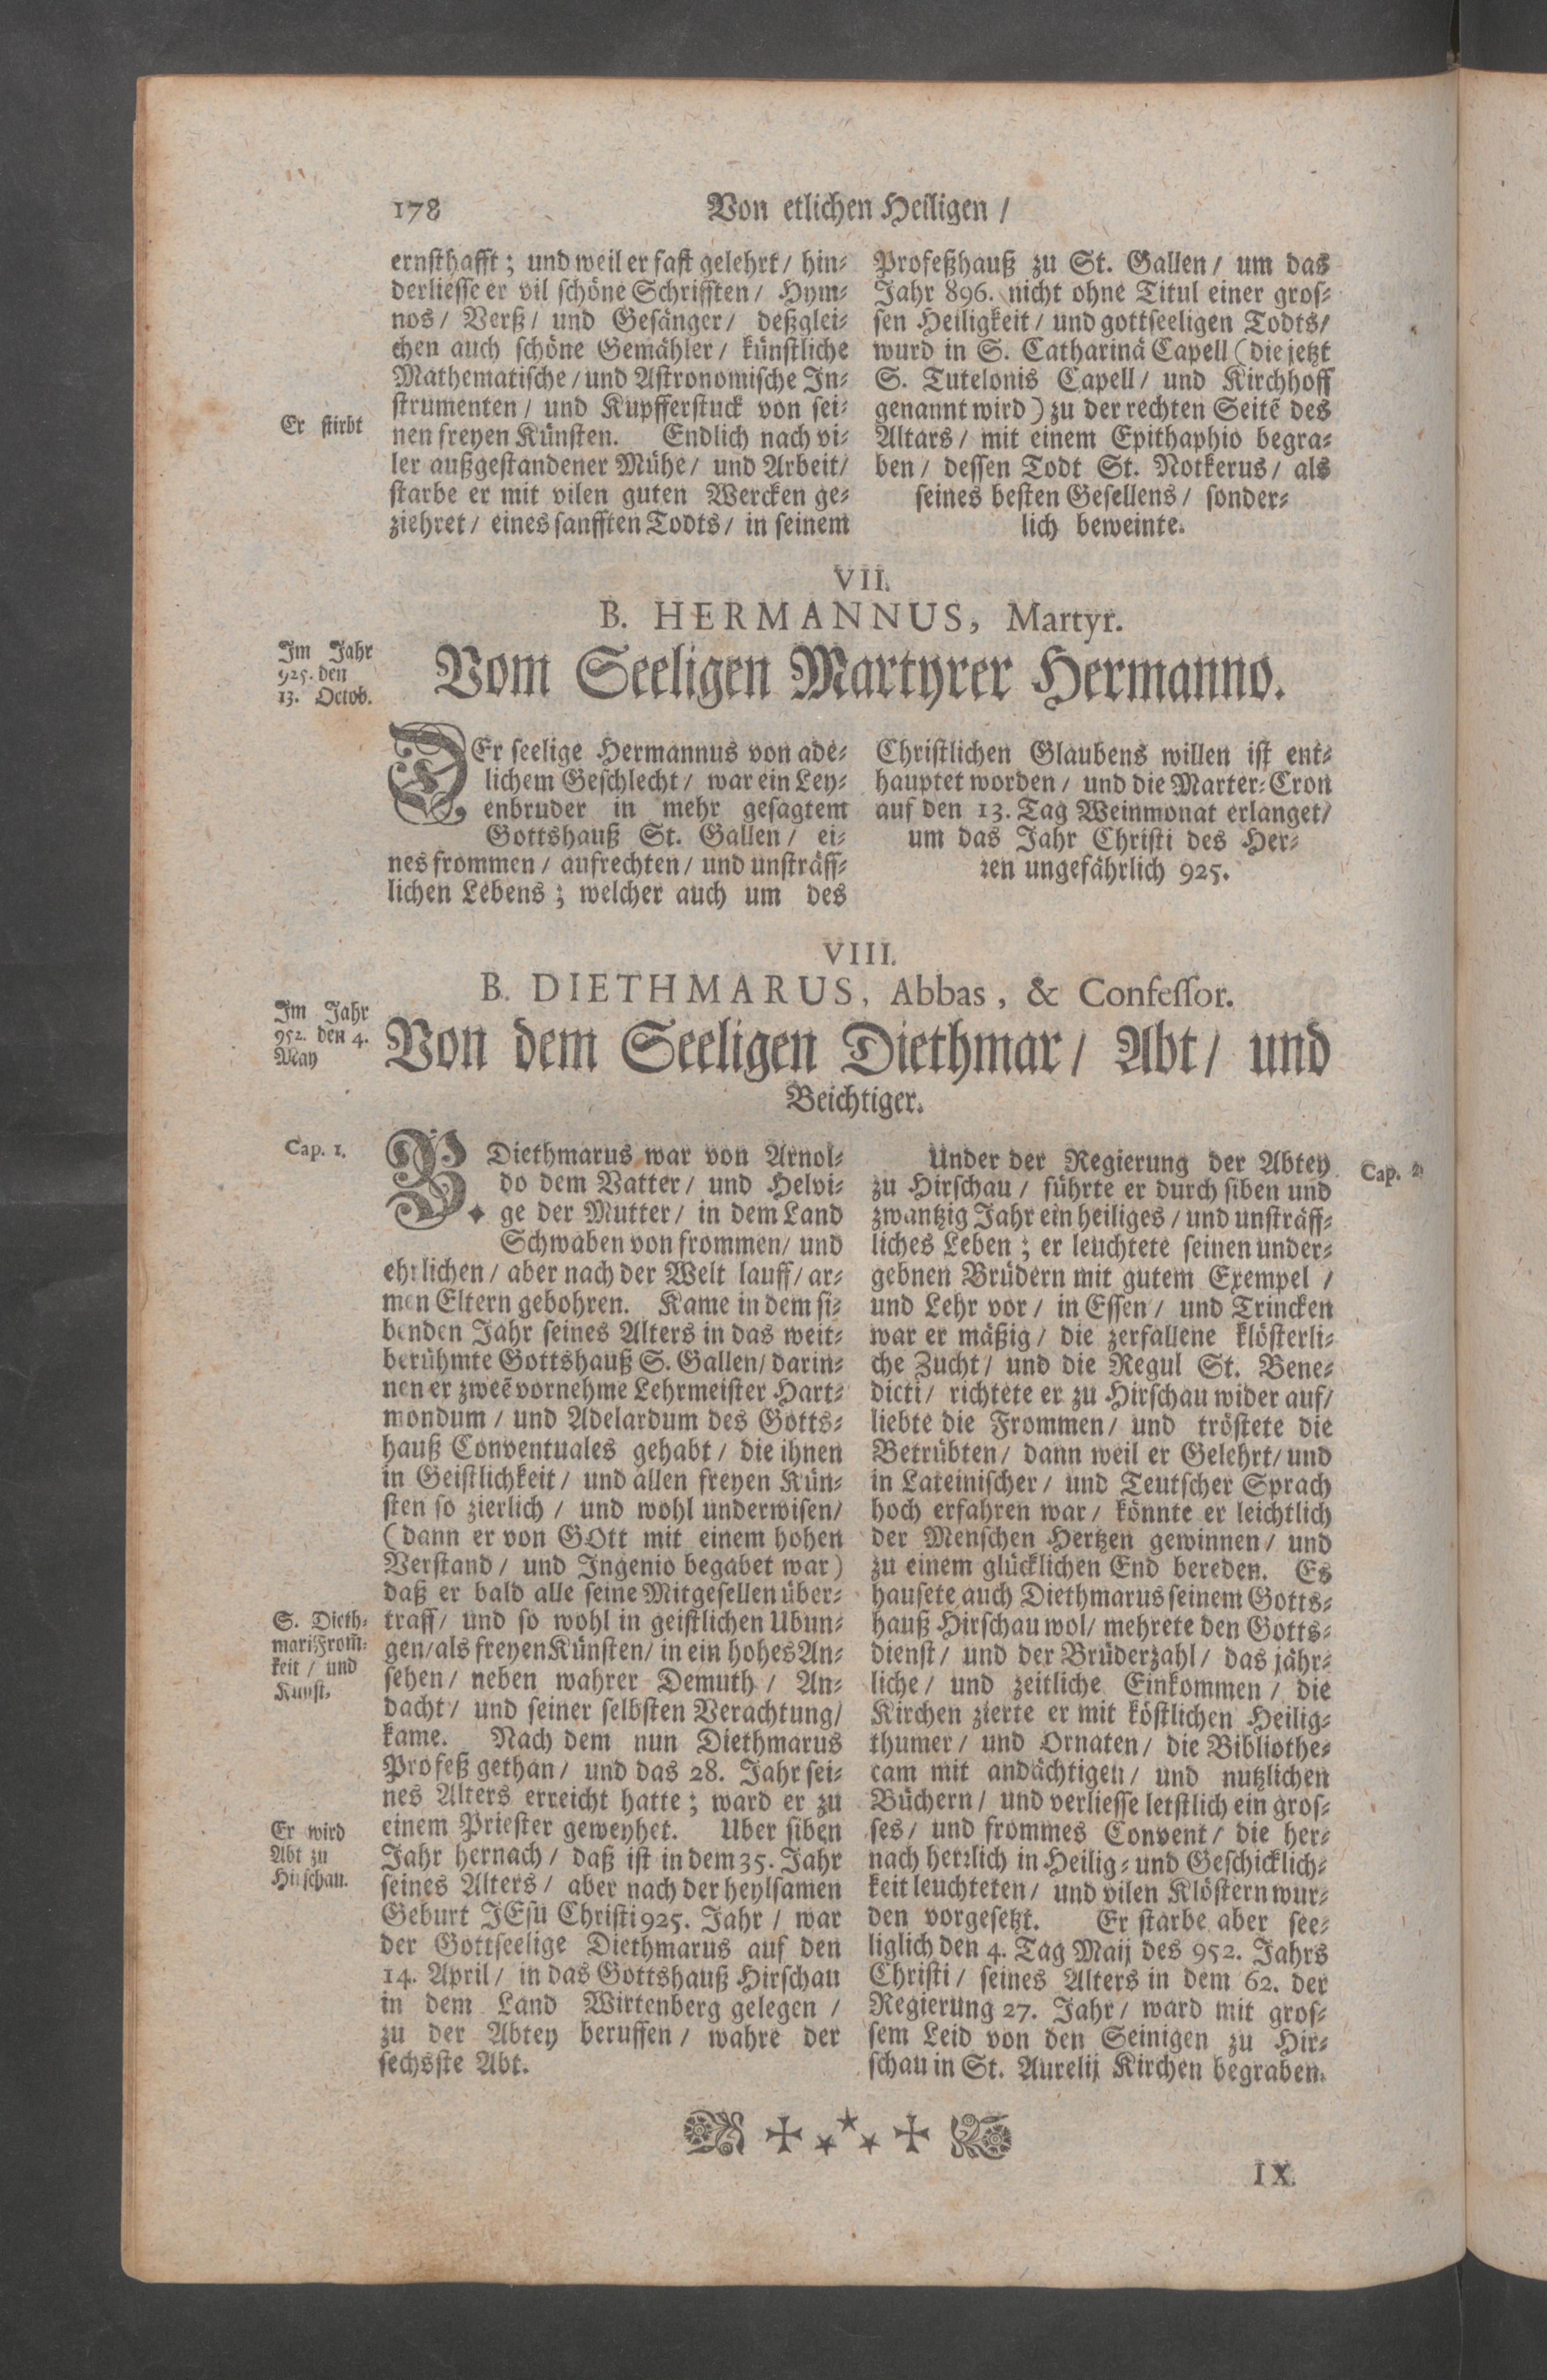 178
Von etlichen Heiligen /
ernsthafft; und weil er fast gelehrt / hin-
derliesse er vil schöne Schrifften / Hym-
nos / Verß / und Gesänger / deßglei-
chen auch schöne Gemähler / künstliche
Mathematische / und Astronomische In-
strumenten / und Kupfferstuck von sei-
Er stirbt
nen freyen Künsten. Endlich nach vi-
ler außgestandener Mühe / und Arbeit /
starbe er mit vilen guten Wercken ge-
ziehret / eines sanfften Todts / in seinem
Profeßhauß zu St. Gallen / um das
Jahr 896. nicht ohne Titul einer gros-
sen Heiligkeit / und gottseeligen Todts /
wurd in S. Catharinä Capell (die jetzt
S. Tutelonis Capell / und Kirchhoff
genannt wird) zu der rechten Seitē des
Altars / mit einem Epithaphio begra-
ben / dessen Todt St. Notkerus / als
seines besten Gesellens / sonder-
lich beweinte.
VII.
B. HERMANNUS, Martyr.
Im Jahr
925. den
13. Octob.
Vom Seeligen Martyrer Hermanno.
DEr seelige Hermannus von ade-
lichem Geschlecht / war ein Ley-
enbruder in mehr gesagtem
Gottshauß St. Gallen / ei-
nes frommen / aufrechten / und unsträff-
lichen Lebens; welcher auch um des
Christlichen Glaubens willen ist ent-
hauptet worden / und die Marter-Cron
auf den 13. Tag Weinmonat erlanget /
um das Jahr Christi des Her-
ren ungefährlich 925.
VIII.
B. DIETHMARUS, Abbas, & Confessor.
Im Jahr
952. den 4.
May
Von dem Seeligen Diethmar / Abt / und
Beichtiger.
Cap. 1.
B. Diethmarus war von Arnol-
do dem Vatter / und Helvi-
ge der Mutter / in dem Land
Schwaben von frommen / und
ehrlichen / aber nach der Welt lauff / ar-
men Eltern gebohren. Kame in dem si-
benden Jahr seines Alters in das weit-
berühmte Gottshauß S. Gallen / darin-
nen er zweē vornehme Lehrmeister Hart-
mondum / und Adelardum des Gotts-
hauß Conventuales gehabt / die ihnen
in Geistlichkeit / und allen freyen Kün-
sten so zierlich / und wohl underwisen /
(dann er von GOtt mit einem hohen
Verstand / und Ingenio begabet war)
daß er bald alle seine Mitgesellen über-
S. Dieth-
mari From̄-
keit / und
Kunst.
traff / und so wohl in geistlichen Ubun-
gen / als freyen Künsten / in ein hohes An-
sehen / neben wahrer Demuth / An-
dacht / und seiner selbsten Verachtung /
kame. Nach dem nun Diethmarus
Profeß gethan / und das 28. Jahr sei-
nes Alters erreicht hatte; ward er zu
Er wird
Abt zu
Hirschau.
einem Priester geweyhet. Uber siben
Jahr hernach / daß ist in dem 35. Jahr
seines Alters / aber nach der heylsamen
Geburt JEsu Christi 925. Jahr / war
der Gottseelige Diethmarus auf den
14. April / in das Gottshauß Hirschau
in dem Land Wirtenberg gelegen /
zu der Abtey beruffen / wahre der
sechsste Abt.
Cap. 2
Under der Regierung der Abtey
zu Hirschau / führte er durch siben und
zwantzig Jahr ein heiliges / und unsträff-
liches Leben; er leuchtete seinen under-
gebnen Brüdern mit gutem Exempel /
und Lehr vor / in Essen / und Trincken
war er mäßig / die zerfallene klösterli-
che Zucht / und die Regul St. Bene-
dicti / richtete er zu Hirschau wider auf /
liebte die Frommen / und tröstete die
Betrübten / dann weil er Gelehrt / und
in Lateinischer / und Teutscher Sprach
hoch erfahren war / könnte er leichtlich
der Menschen Hertzen gewinnen / und
zu einem glücklichen End bereden. Es
hausete auch Diethmarus seinem Gotts-
hauß Hirschau wol / mehrete den Gotts-
dienst / und der Brüderzahl / das jähr-
liche / und zeitliche Einkommen / die
Kirchen zierte er mit köstlichen Heilig-
thumer / und Ornaten / die Bibliothe-
cam mit andächtigen / und nutzlichen
Büchern / und verliesse letstlich ein gros-
ses / und frommes Convent / die her-
nach herrlich in Heilig- und Geschicklich-
keit leuchteten / und vilen Klöstern wur-
den vorgesetzt. Er starbe aber see-
liglich den 4. Tag Maij des 952. Jahrs
Christi / seines Alters in dem 62. der
Regierung 27. Jahr / ward mit gros-
sem Leid von den Seinigen zu Hir-
schau in St. Aurelij Kirchen begraben.
IX.